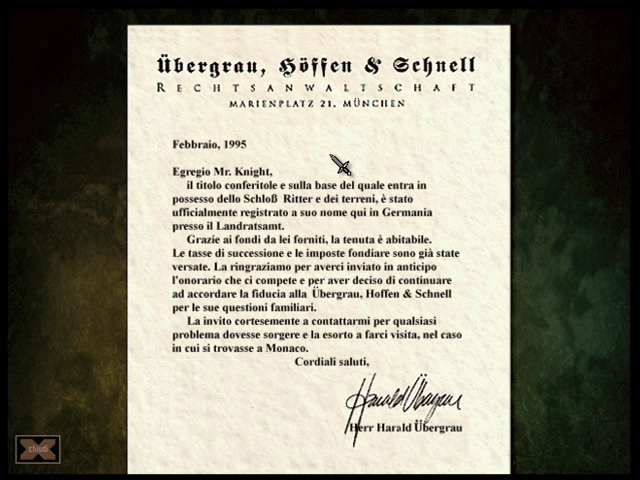 Übergrau, Höffen & Schnell
RECHTSANWALTSCHAFT
MARIENPLATZ 21, MÜNCHEN
Febbraio, 1995
Egregio Mr. Knight,
il titolo conferitole e sulla base del quale entra in
possesso dello Schloß Ritter e dei terreni, è stato
ufficialmente registrato a suo nome qui in Germania
presso il Landratsamt.
Grazie ai fondi da lei forniti, la tenuta è abitabile.
Le tasse di successione e le imposte fondiare sono già state
versate. La ringraziamo per averci inviato in anticipo
l'onorario che ci compete e per aver deciso di continuare
ad accordare la fiducia alla Übergrau, Hoffen & Schnell
per le sue questioni familiari.
La invito cortesemente a contattarmi per qualsiasi
problema dovesse sorgere e la esorto a farci visita, nel caso
in cui si trovasse a Monaco.
Cordiali saluti,
Harald Übergrau
Herr Harald Übergrau
chiudi